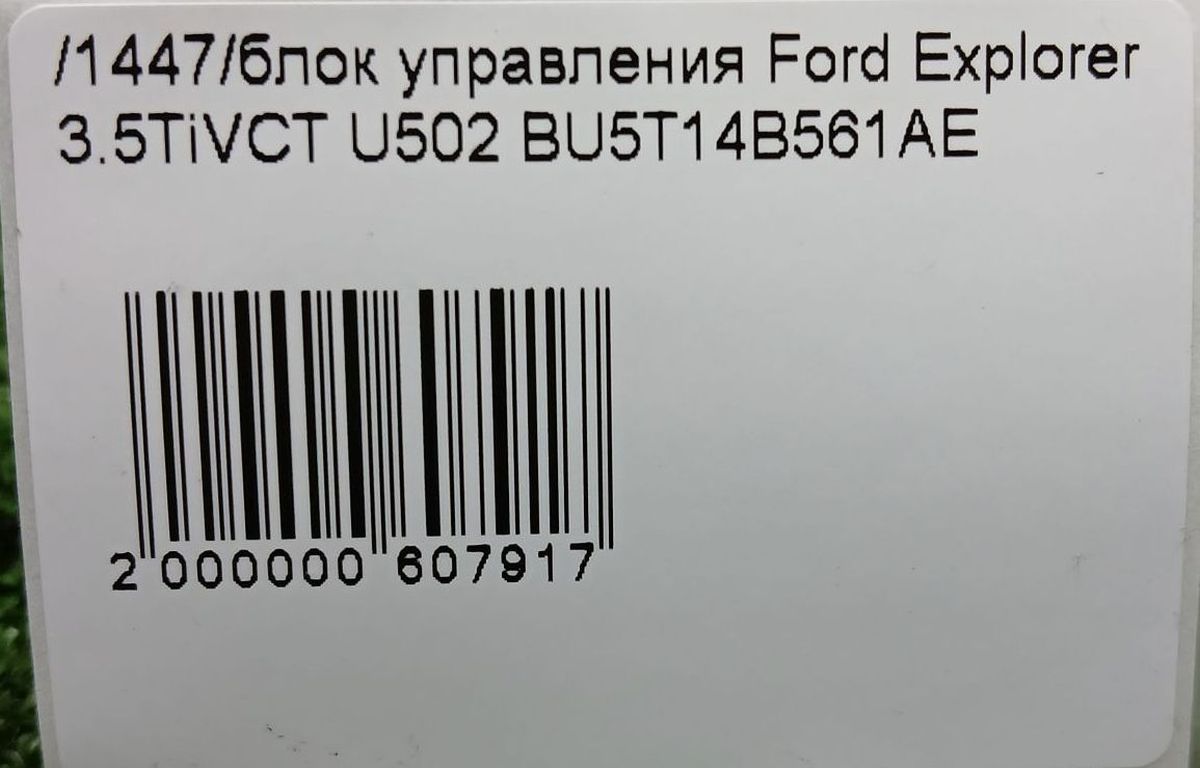 /1447/блок управления Ford Explorer
3.5TiVCT U502 BU5T14B561AE
2 000000 607917